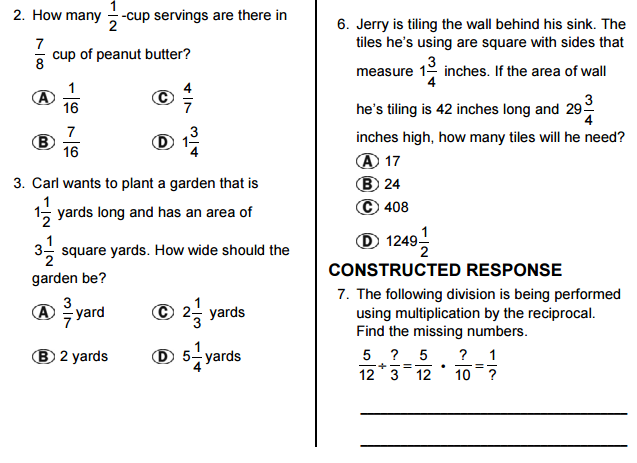 2. How many 1/2-cup servings are there in
7/8 cup of peanut butter?
Ⓐ 1/16 Ⓒ 4/7
Ⓑ 7/16 Ⓓ 1 3/4
3. Carl wants to plant a garden that is
1 1/2 yards long and has an area of
3 1/2 square yards. How wide should the
garden be?
Ⓐ 3/7 yard Ⓒ 2 1/3 yards
Ⓑ 2 yards Ⓓ 5 1/4 yards
6. Jerry is tiling the wall behind his sink. The
tiles he's using are square with sides that
measure 1 3/4 inches. If the area of wall
he's tiling is 42 inches long and 29 3/4
inches high, how many tiles will he need?
Ⓐ 17
Ⓑ 24
Ⓒ 408
Ⓓ 1249 1/2
CONSTRUCTED RESPONSE
7. The following division is being performed
using multiplication by the reciprocal.
Find the missing numbers.
5/12 ÷ ?/3 = 5/12 · ?/10 = 1/?